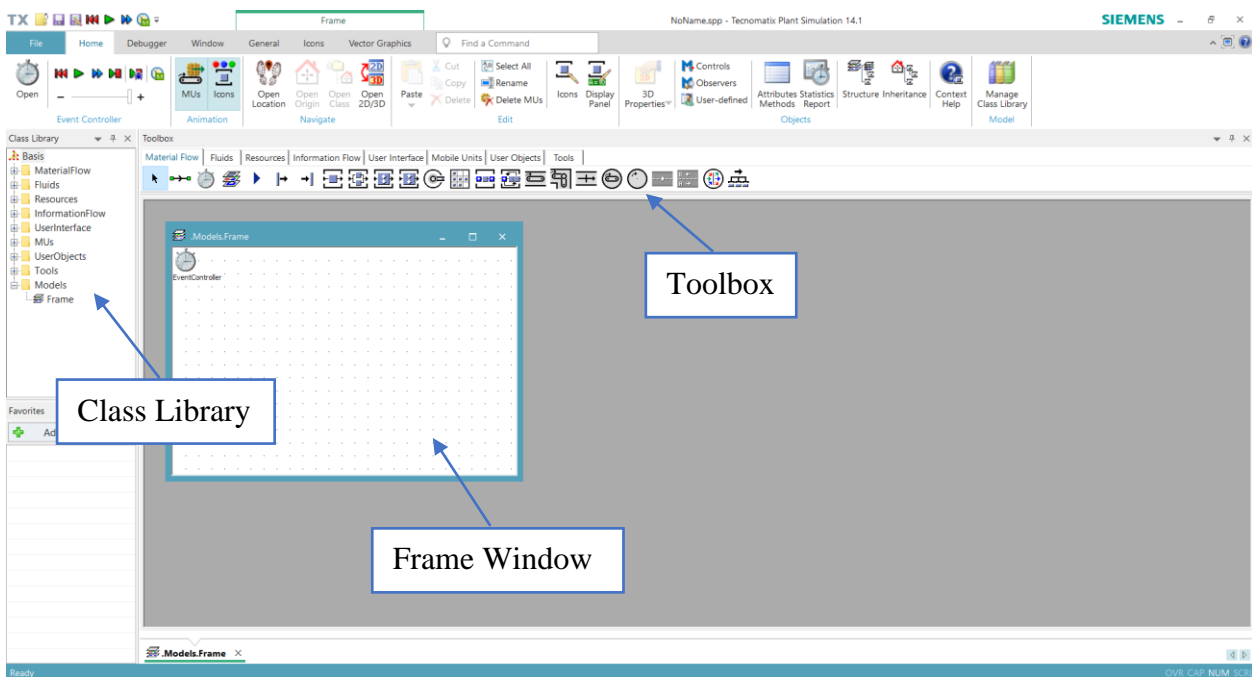 TX
Frame
NoName.spp - Tecnomatix Plant Simulation 14.1
SIEMENS
File Home Debugger Window General Icons Vector Graphics Find a Command
Open
MUs Icons
Open Location
Open Origin
Open Class
Open 2D/3D
2D
3D
Paste
Cut
Copy
Delete
Select All
Rename
Delete MUs
Icons
Display Panel
3D Properties
Controls
Observers
User-defined
Attributes Methods
Statistics Report
Structure
Inheritance
Context Help
Manage Class Library
Event Controller Animation Navigate Edit Objects Model
Class Library
Toolbox
Basis
MaterialFlow
Fluids
Resources
InformationFlow
UserInterface
MUs
UserObjects
Tools
Models
Frame
Material Flow Fluids Resources Information Flow User Interface Mobile Units User Objects Tools
.Models.Frame
EventController
Toolbox
Class Library
Frame Window
Favorites
Ad
.Models.Frame
Ready
OVR CAP NUM SCR